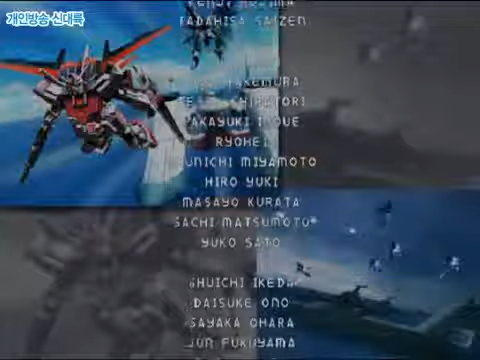 개인방송 신대륙
TADAHISA SAIZEN
TAKEMURA
RYOHEI
MIYAMOTO
HIRO YUKI
MASAYO KURATA
SACHI MATSUMOTO
YUKO SATO
SHUICHI IKEDA
DAISUKE ONO
SAYAKA OHARA
JUN FUKUYAMA